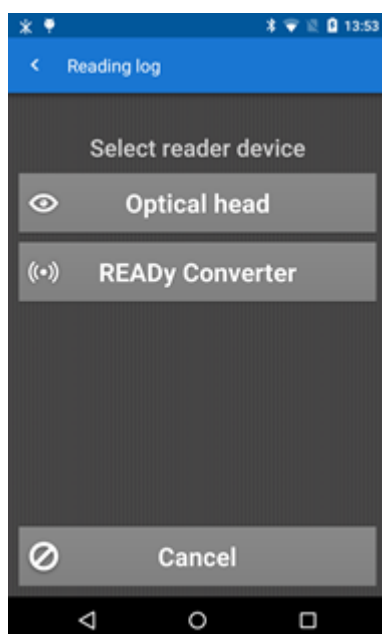 13:53
Reading log
Select reader device
Optical head
READy Converter
Cancel